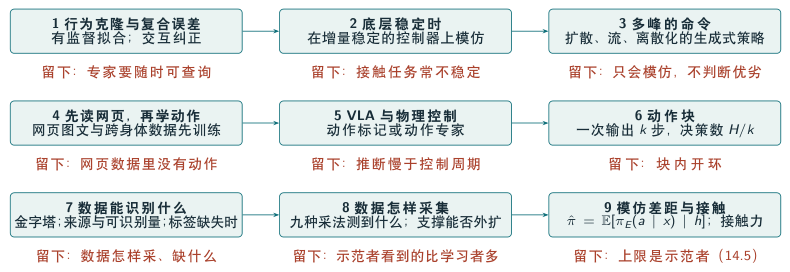 1 行为克隆与复合误差
有监督拟合；交互纠正
留下：专家要随时可查询
2 底层稳定时
在增量稳定的控制器上模仿
留下：接触任务常不稳定
3 多峰的命令
扩散、流、离散化的生成式策略
留下：只会模仿，不判断优劣
4 先读网页，再学动作
网页图文与跨身体数据先训练
留下：网页数据里没有动作
5 VLA 与物理控制
动作标记或动作专家
留下：推断慢于控制周期
6 动作块
一次输出 k 步，决策数 H/k
留下：块内开环
7 数据能识别什么
金字塔；来源与可识别量；标签缺失时
留下：数据怎样采、缺什么
8 数据怎样采集
九种采法测到什么；支撑能否外扩
留下：示范者看到的比学习者多
9 模仿差距与接触
π̂ = 𝔼[π_E(a | x) | h]；接触力
留下：上限是示范者（14.5）